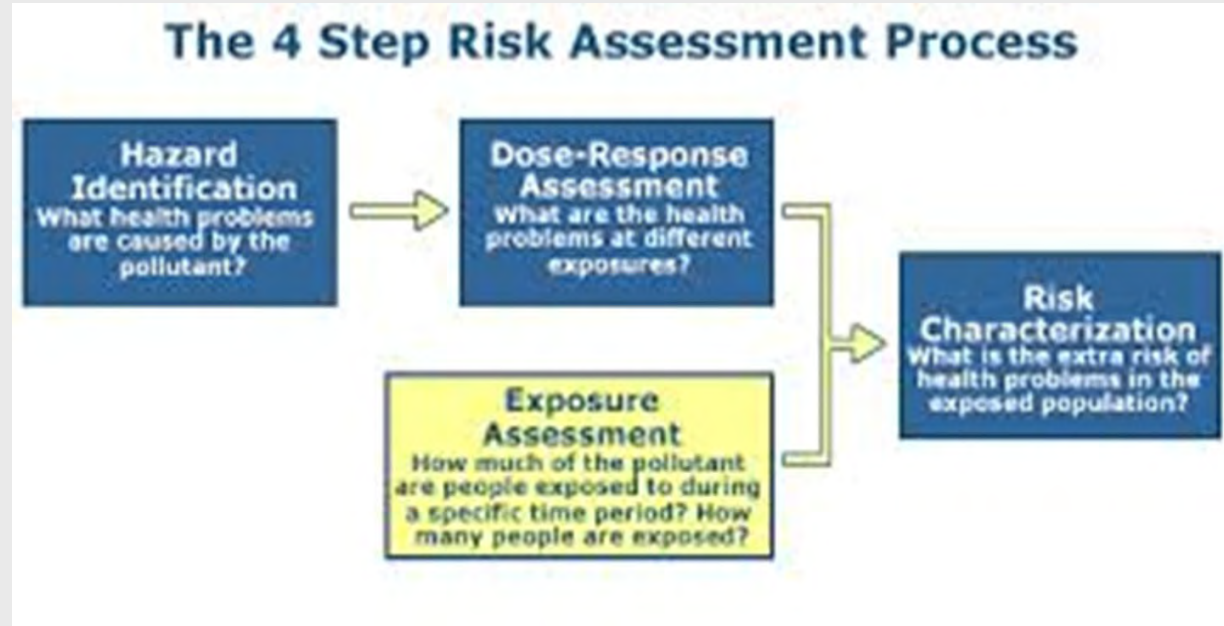 The 4 Step Risk Assessment Process
Hazard
Identification
What health problems
are caused by the
pollutant?
Dose-Response
Assessment
What are the health
problems at different
exposures?
Exposure
Assessment
How much of the pollutant
are people exposed to during
a specific time period? How
many people are exposed?
Risk
Characterization
What is the extra risk of
health problems in the
exposed population?